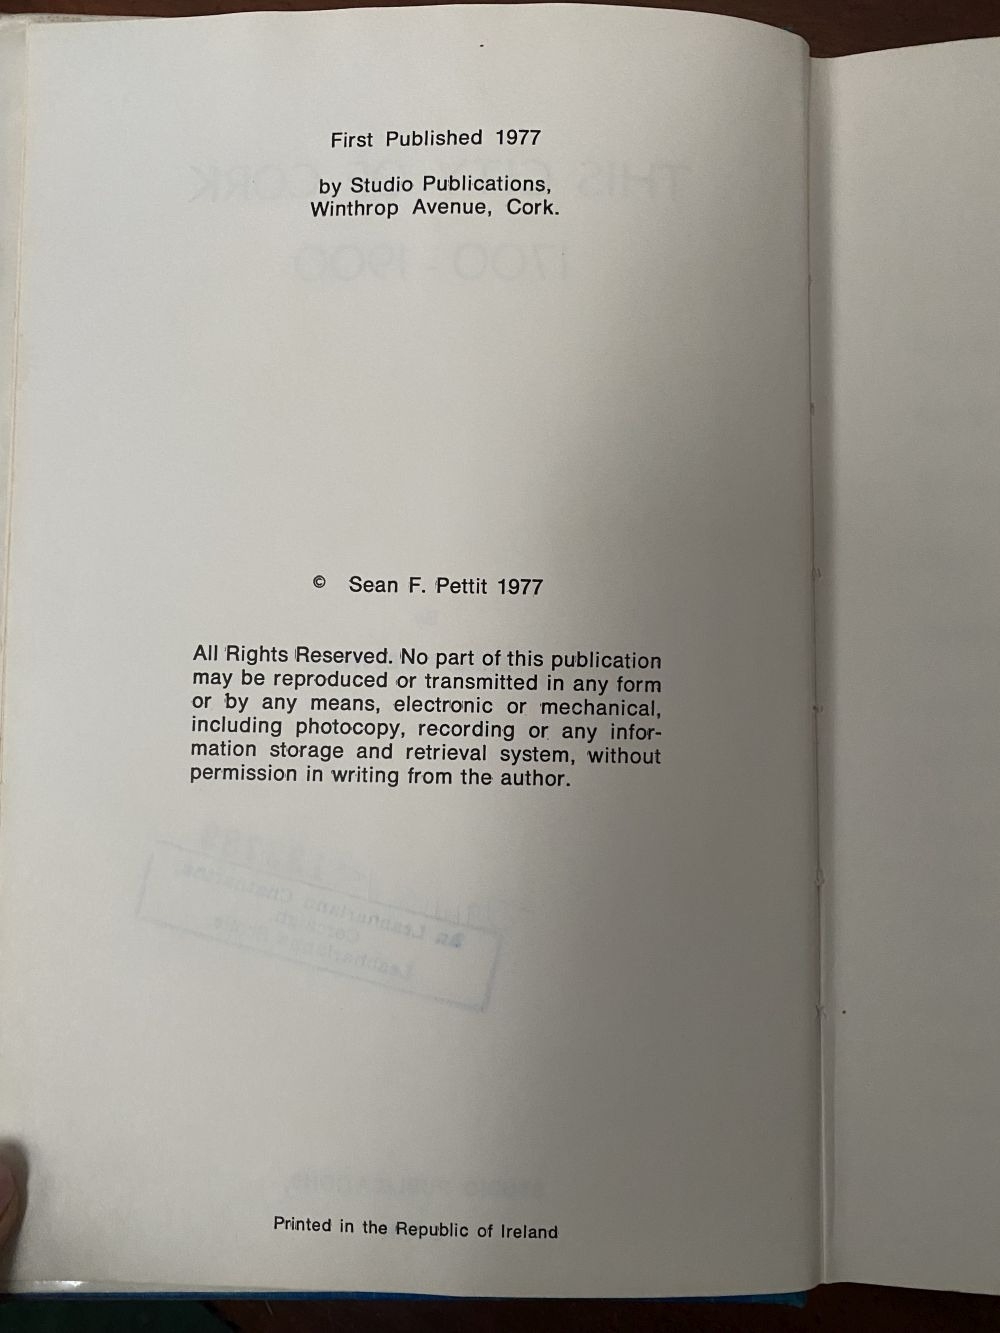 First Published 1977
by Studio Publications,
Winthrop Avenue, Cork.
© Sean F. Pettit 1977
All Rights Reserved. No part of this publication
may be reproduced or transmitted in any form
or by any means, electronic or mechanical,
including photocopy, recording or any infor-
mation storage and retrieval system, without
permission in writing from the author.
Printed in the Republic of Ireland